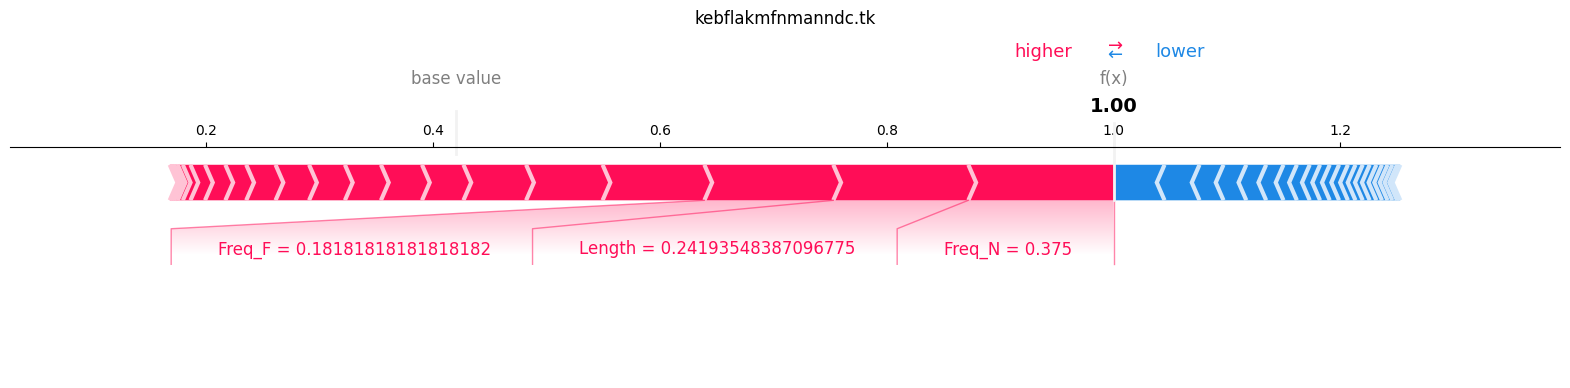 kebflakmfnmanndc.tk
higher ⇄ lower
base value f(x)
1.00
0.2 0.4 0.6 0.8 1.0 1.2
Freq_F = 0.18181818181818182 Length = 0.24193548387096775 Freq_N = 0.375